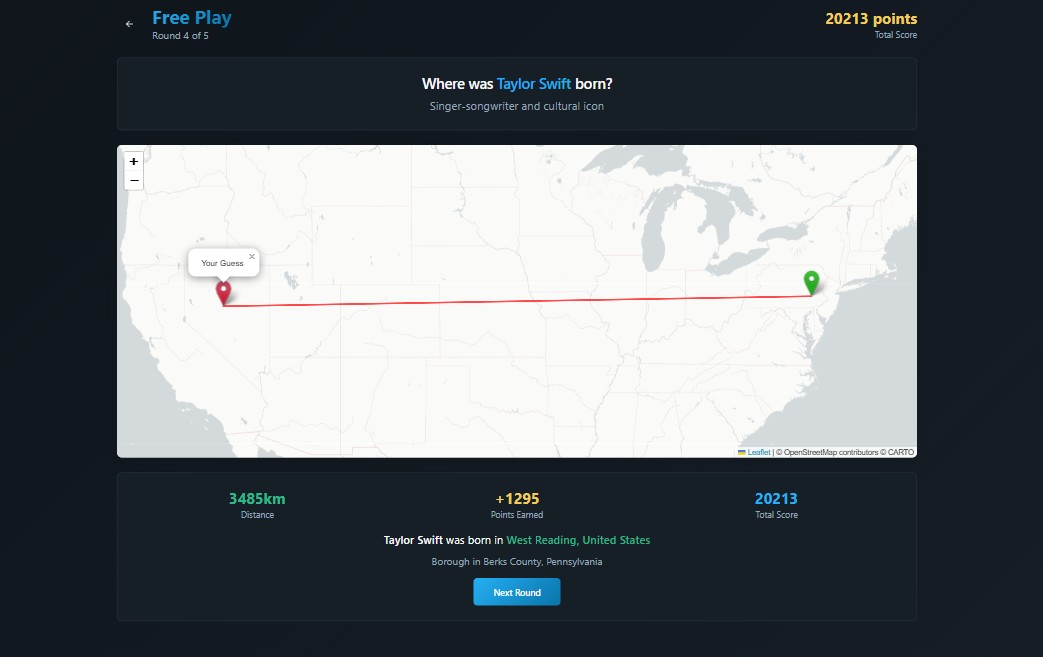 Free Play
Round 4 of 5
20213 points
Total Score
Where was Taylor Swift born?
Singer-songwriter and cultural icon
+
−
Your Guess ×
Leaflet | © OpenStreetMap contributors © CARTO
3485km
Distance
+1295
Points Earned
20213
Total Score
Taylor Swift was born in West Reading, United States
Borough in Berks County, Pennsylvania
Next Round